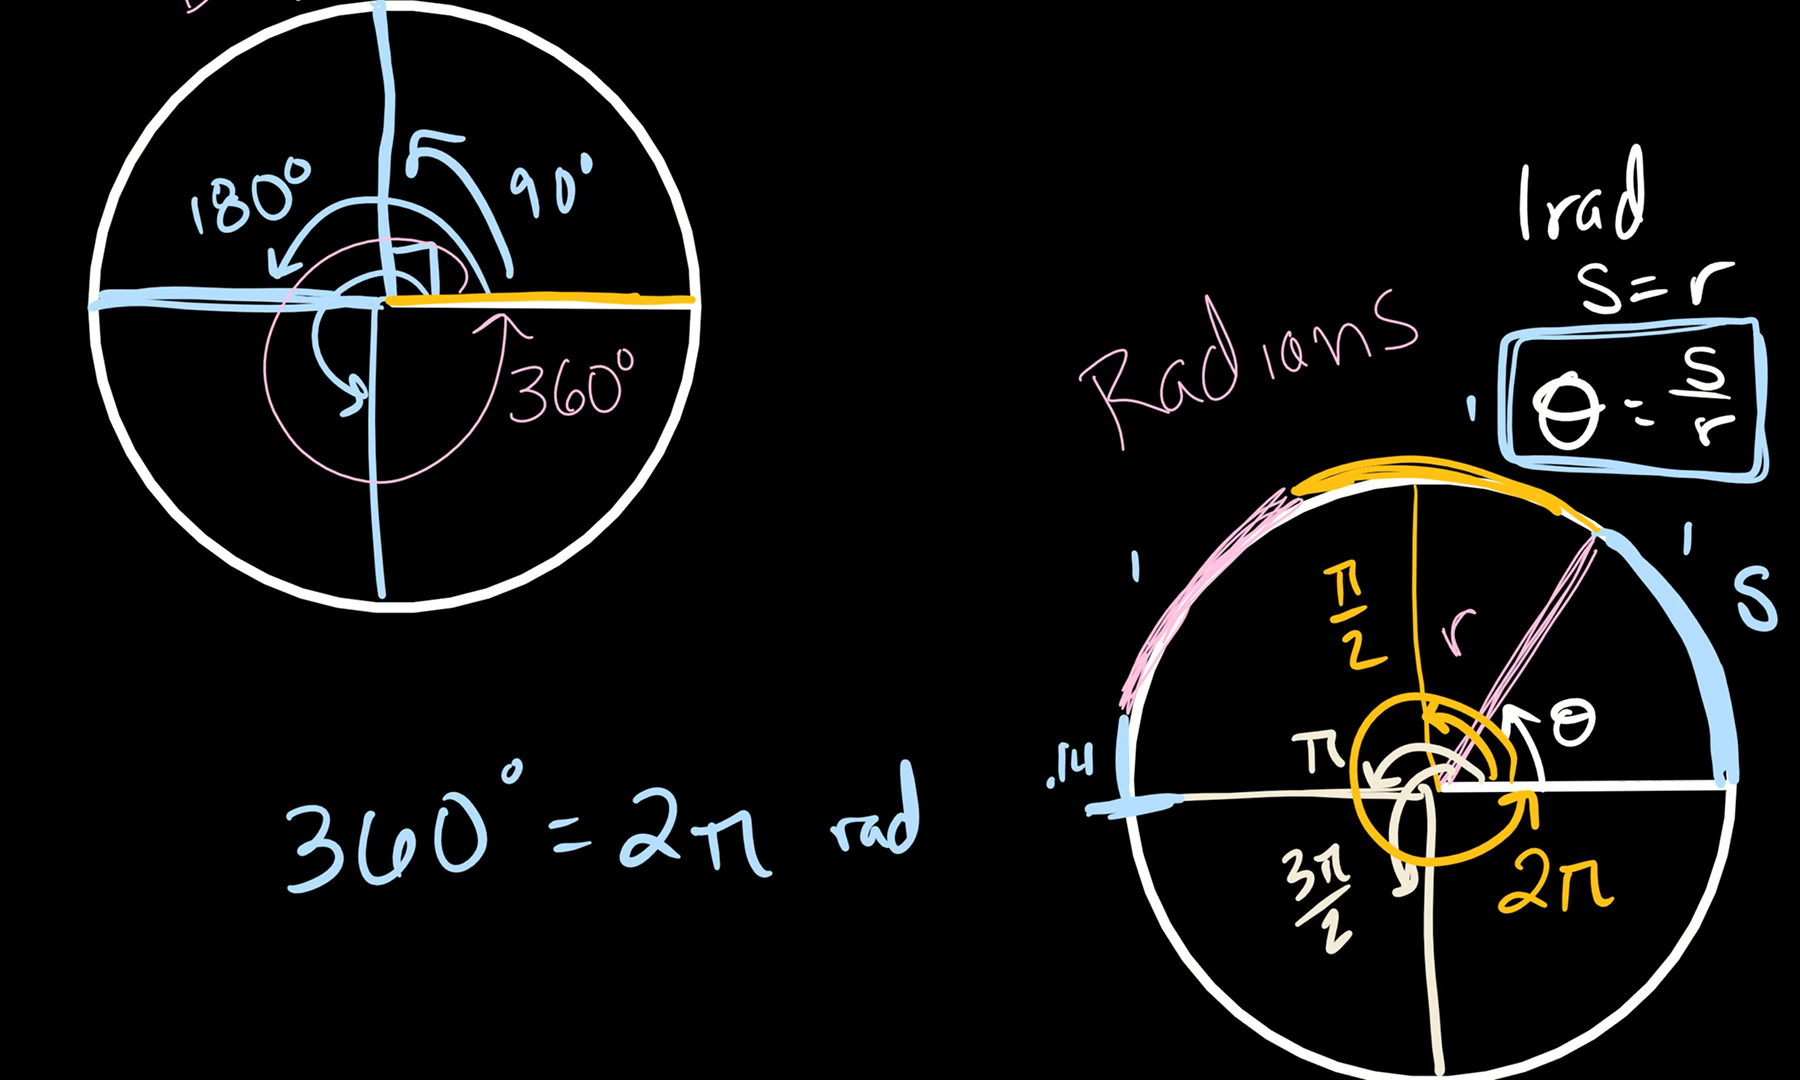 180°
90°
360°
360° = 2π rad
1rad
s = r
θ = s/r
Radians
1
1
1
S
.14
π/2
r
θ
π
3π/2
2π